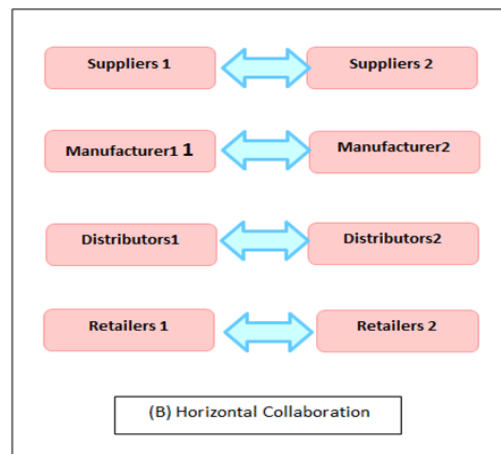 Suppliers 1
Suppliers 2
Manufacturer1 1
Manufacturer2
Distributors1
Distributors2
Retailers 1
Retailers 2
(B) Horizontal Collaboration